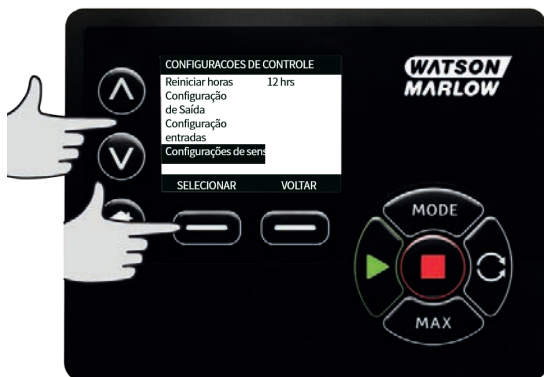 CONFIGURACOES DE CONTROLE
Reiniciar horas 12 hrs
Configuração
de Saída
Configuração
entradas
Configurações de sens
SELECIONAR VOLTAR
WATSON
MARLOW
MODE
MAX